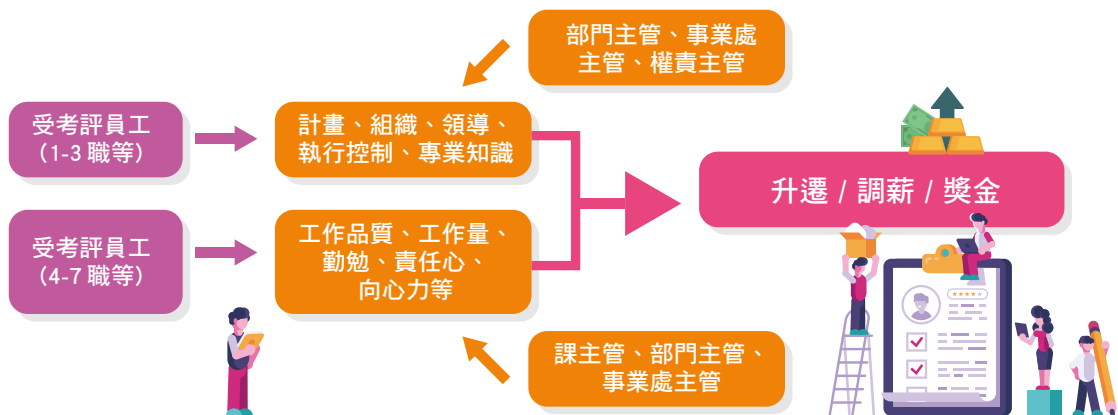 部門主管、事業處
主管、權責主管
受考評員工
（1-3 職等）
計畫、組織、領導、
執行控制、專業知識
升遷 / 調薪 / 獎金
受考評員工
（4-7 職等）
工作品質、工作量、
勤勉、責任心、
向心力等
課主管、部門主管、
事業處主管